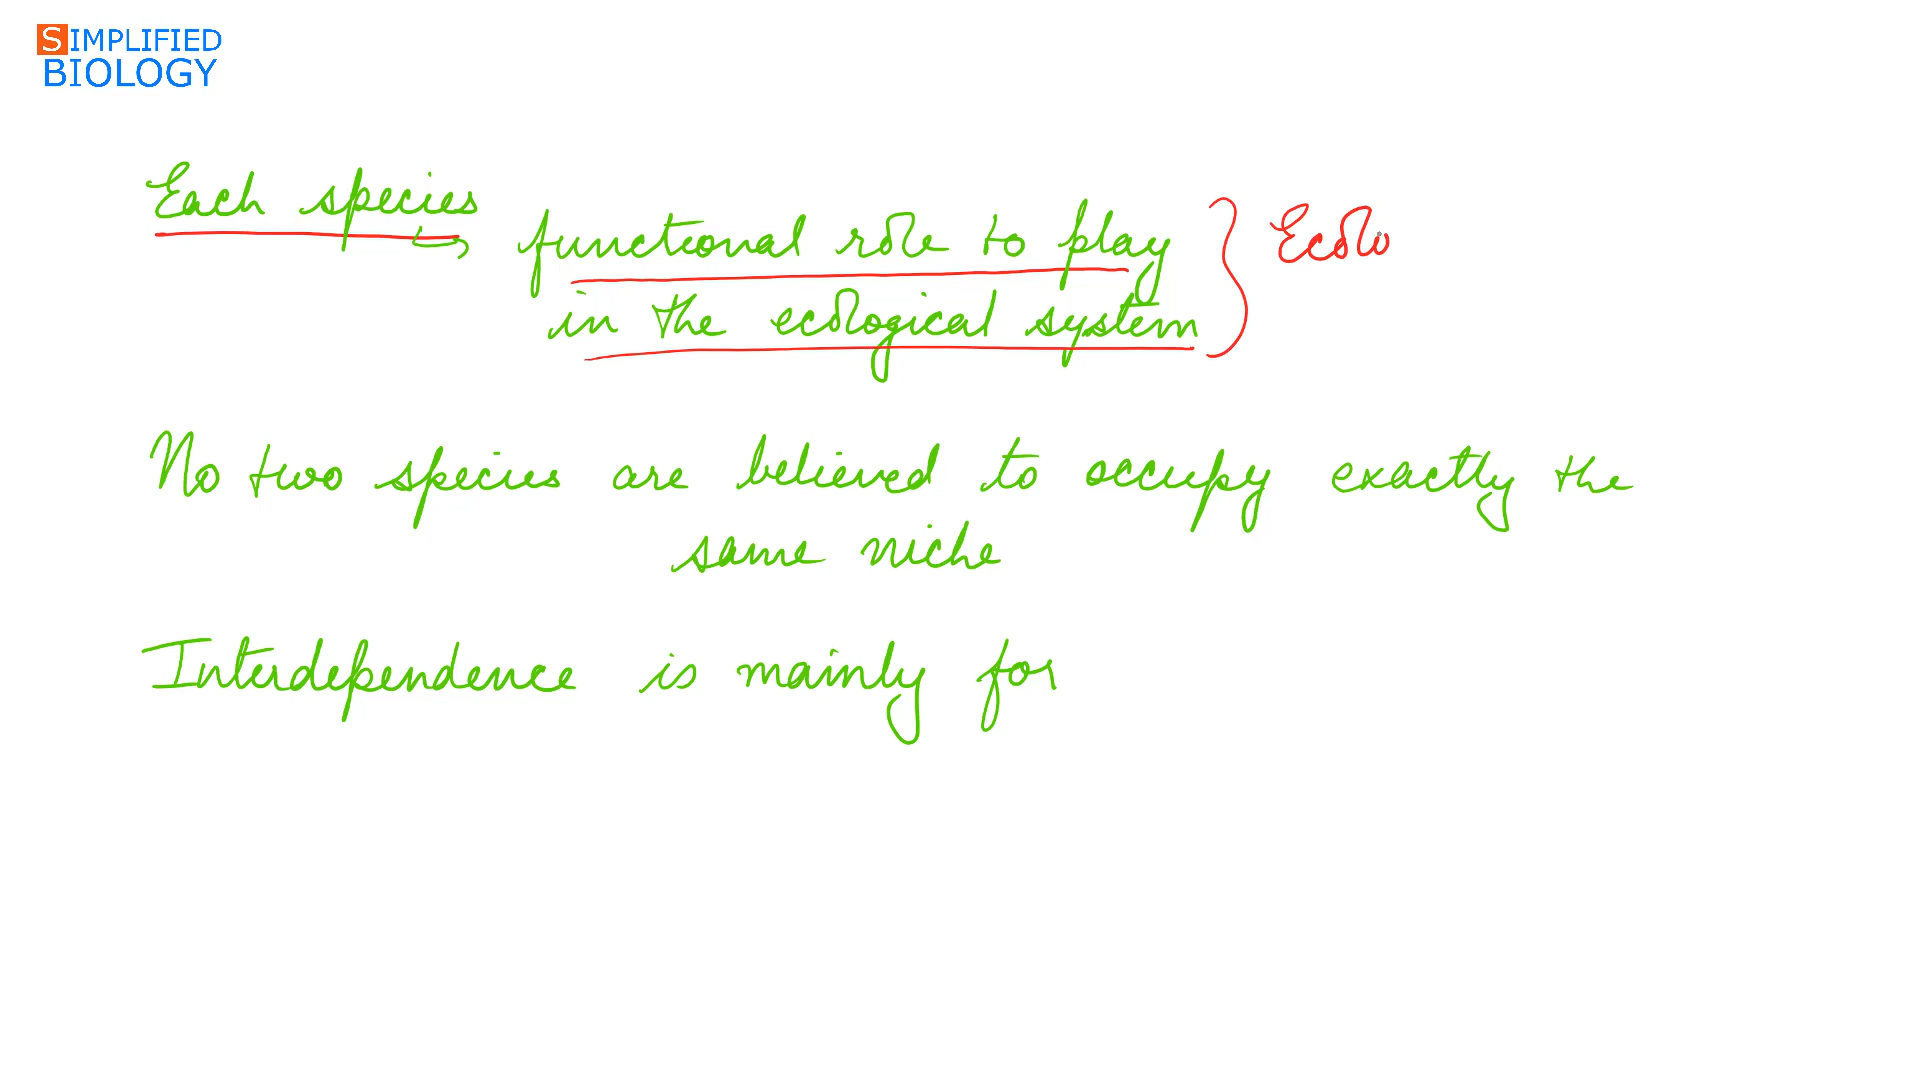 SIMPLIFIED
BIOLOGY
Each species
functional role to play
in the ecological system
Ecolo
No two species are believed to occupy exactly the
same niche
Interdependence is mainly for